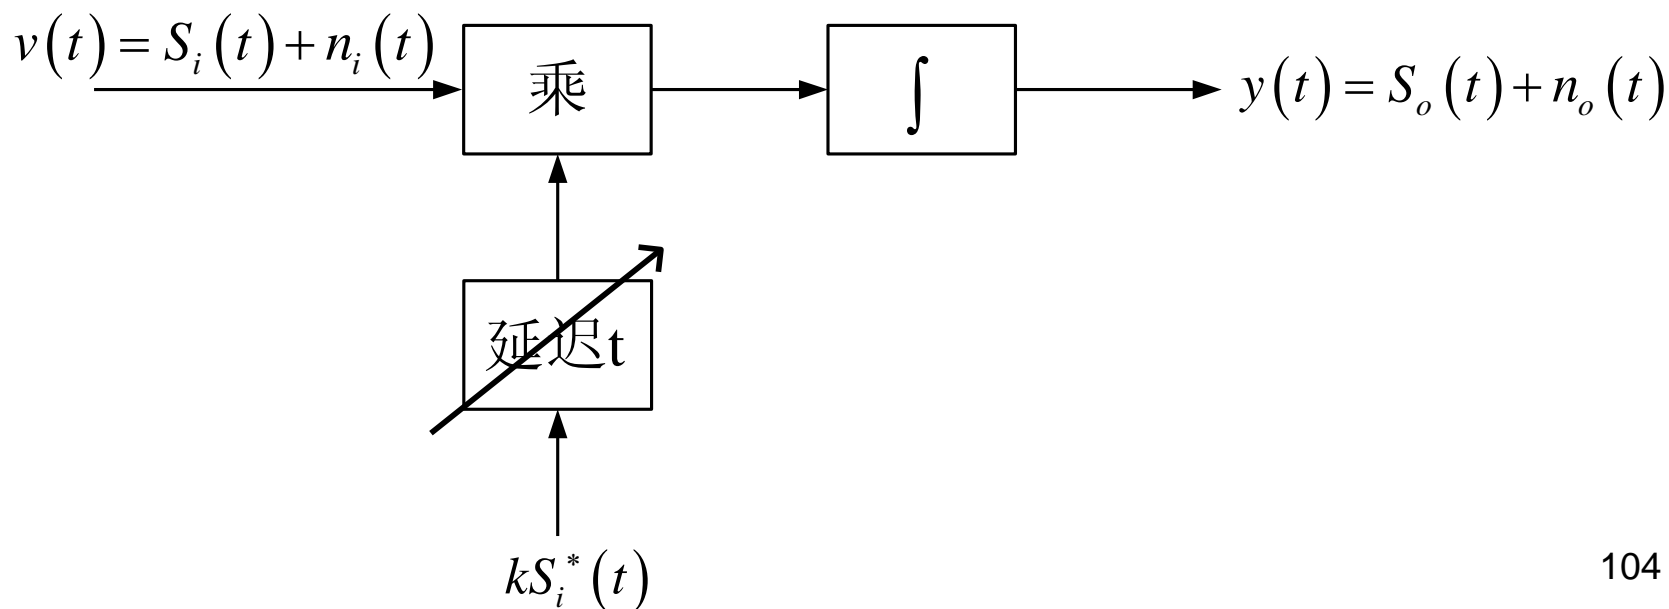 v(t) = S_i(t) + n_i(t)
乘
∫
y(t) = S_o(t) + n_o(t)
延迟t
kS_i^*(t)
104